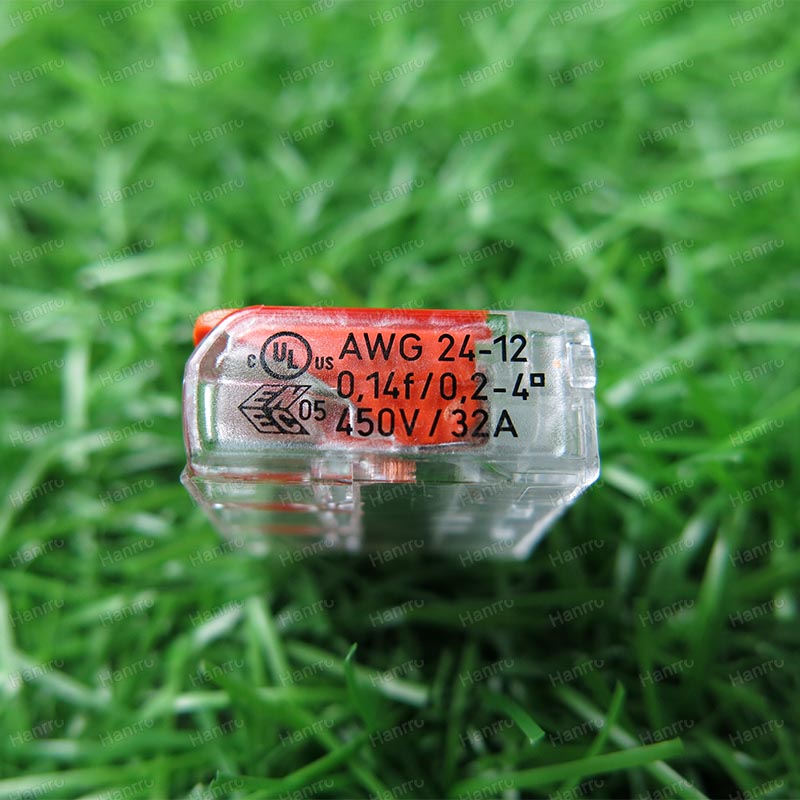 c UL us AWG 24-12
0,14f/0,2-4□
05 450V/32A
Hanrru